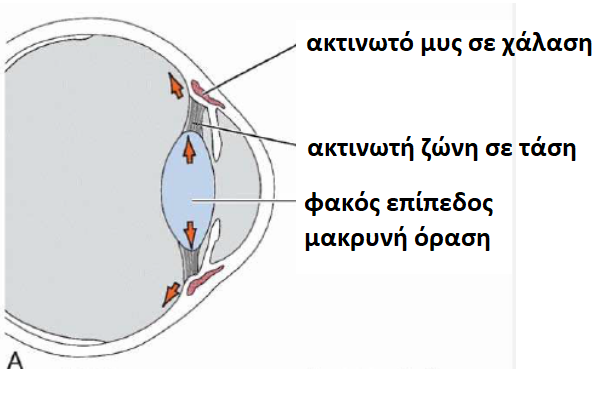 ακτινωτό μυς σε χάλαση
ακτινωτή ζώνη σε τάση
φακός επίπεδος
μακρυνή όραση
A